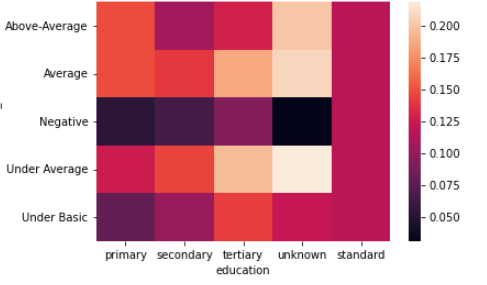 Above-Average
Average
Negative
Under Average
Under Basic
primary secondary tertiary unknown standard
education
0.200
0.175
0.150
0.125
0.100
0.075
0.050